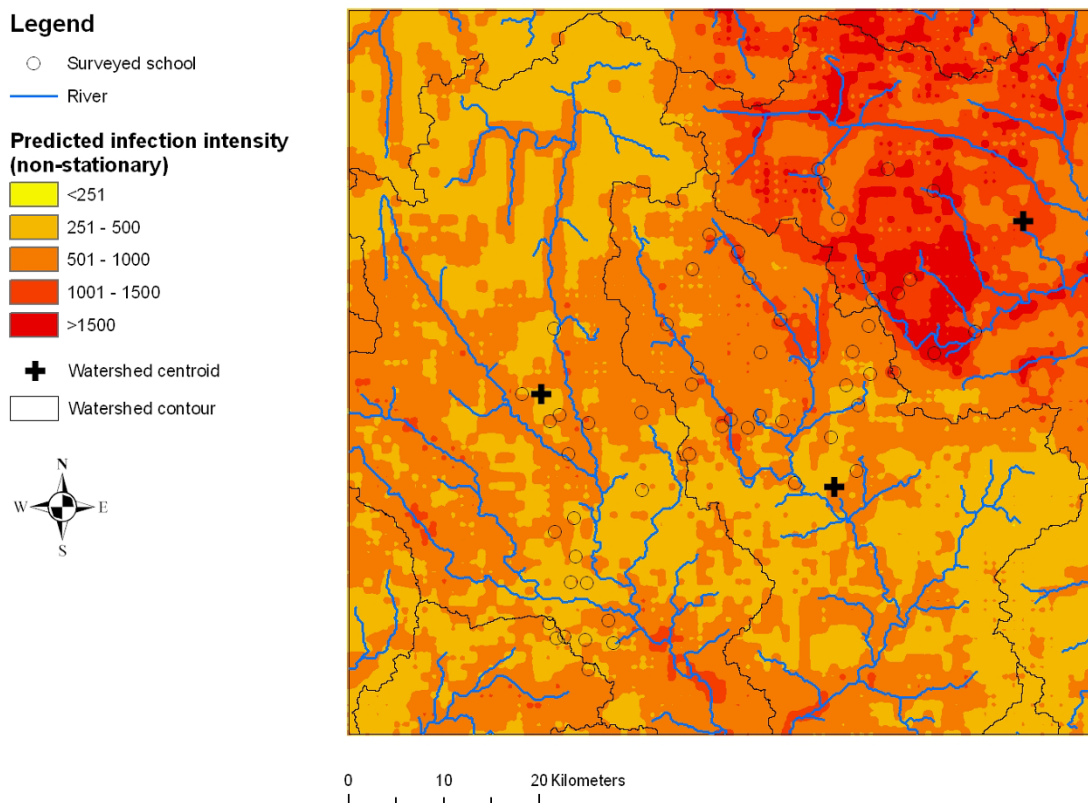 Legend
Surveyed school
River
Predicted infection intensity
(non-stationary)
<251
251 - 500
501 - 1000
1001 - 1500
>1500
Watershed centroid
Watershed contour
N
W E
S
0 10 20 Kilometers